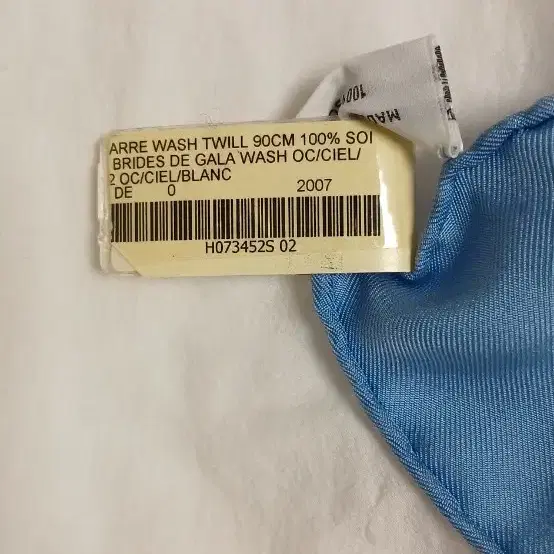 ARRE WASH TWILL 90CM 100% SOI
BRIDES DE GALA WASH OC/CIEL/
2 OC/CIEL/BLANC
DE 0 2007
H073452S 02
100